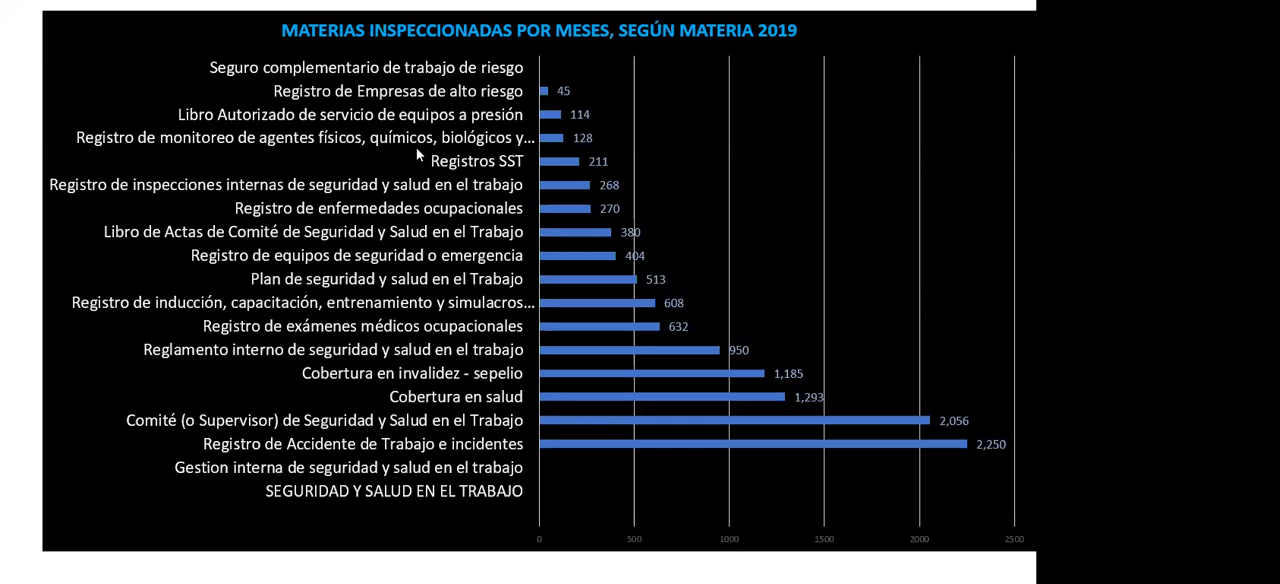 MATERIAS INSPECCIONADAS POR MESES, SEGÚN MATERIA 2019
Seguro complementario de trabajo de riesgo
Registro de Empresas de alto riesgo 45
Libro Autorizado de servicio de equipos a presión 114
Registro de monitoreo de agentes físicos, químicos, biológicos y... 128
Registros SST 211
Registro de inspecciones internas de seguridad y salud en el trabajo 268
Registro de enfermedades ocupacionales 270
Libro de Actas de Comité de Seguridad y Salud en el Trabajo 380
Registro de equipos de seguridad o emergencia 404
Plan de seguridad y salud en el Trabajo 513
Registro de inducción, capacitación, entrenamiento y simulacros... 608
Registro de exámenes médicos ocupacionales 632
Reglamento interno de seguridad y salud en el trabajo 950
Cobertura en invalidez - sepelio 1,185
Cobertura en salud 1,293
Comité (o Supervisor) de Seguridad y Salud en el Trabajo 2,056
Registro de Accidente de Trabajo e incidentes 2,250
Gestion interna de seguridad y salud en el trabajo
SEGURIDAD Y SALUD EN EL TRABAJO
0 500 1000 1500 2000 2500